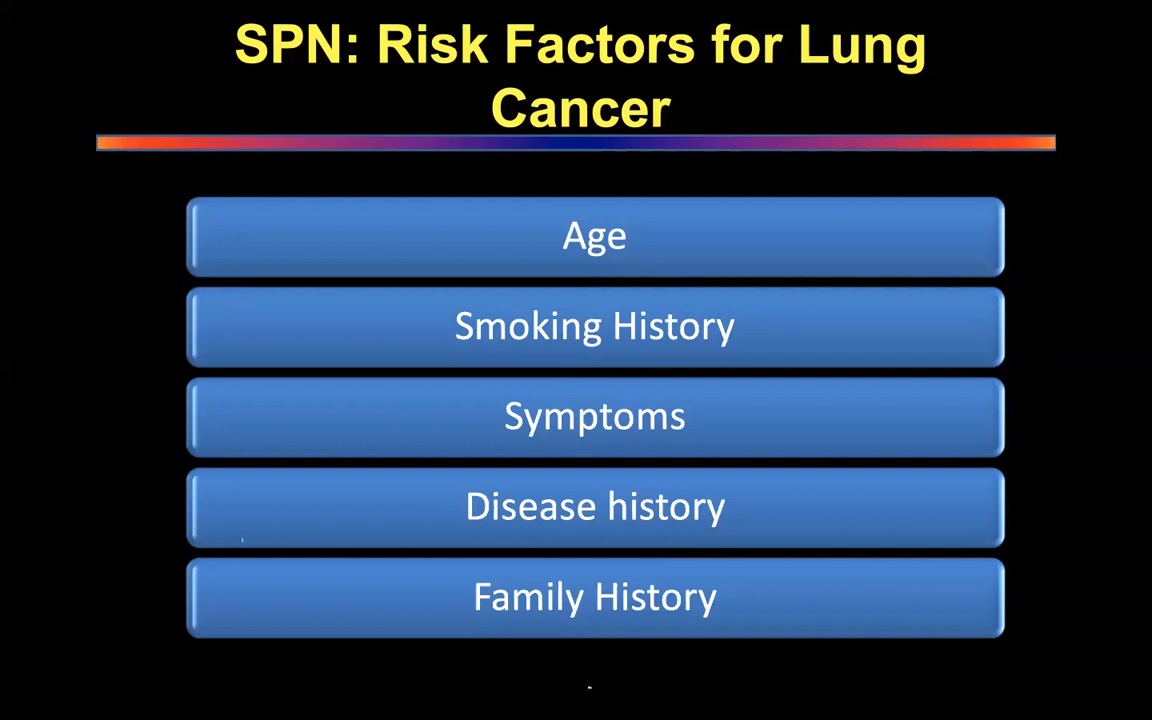 SPN: Risk Factors for Lung
Cancer
Age
Smoking History
Symptoms
Disease history
Family History